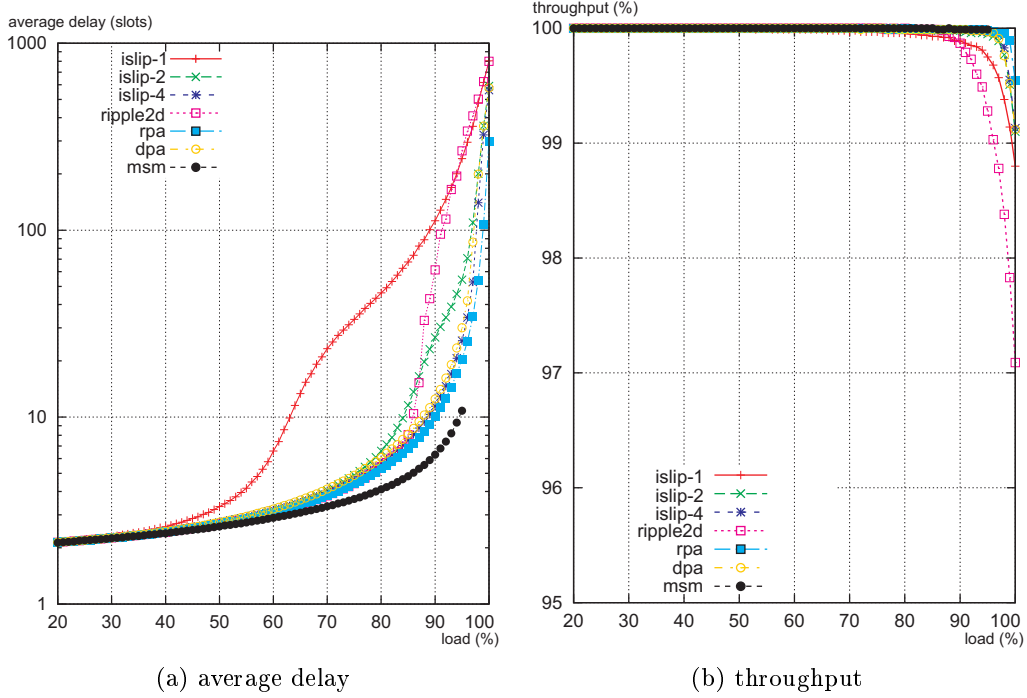 average delay (slots)
1000
100
10
1
islip-1
islip-2
islip-4
ripple2d
rpa
dpa
msm
20 30 40 50 60 70 80 90 100
load (%)
(a) average delay
throughput (%)
100
99
98
97
96
95
islip-1
islip-2
islip-4
ripple2d
rpa
dpa
msm
20 30 40 50 60 70 80 90 100
load (%)
(b) throughput